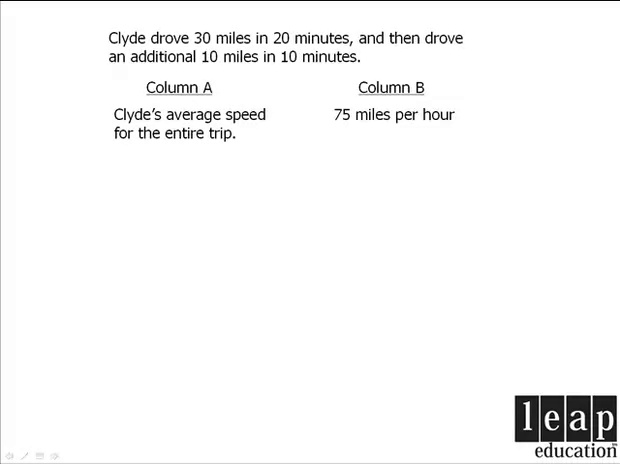 Clyde drove 30 miles in 20 minutes, and then drove
an additional 10 miles in 10 minutes.
Column A
Column B
Clyde's average speed
for the entire trip.
75 miles per hour
leap
education